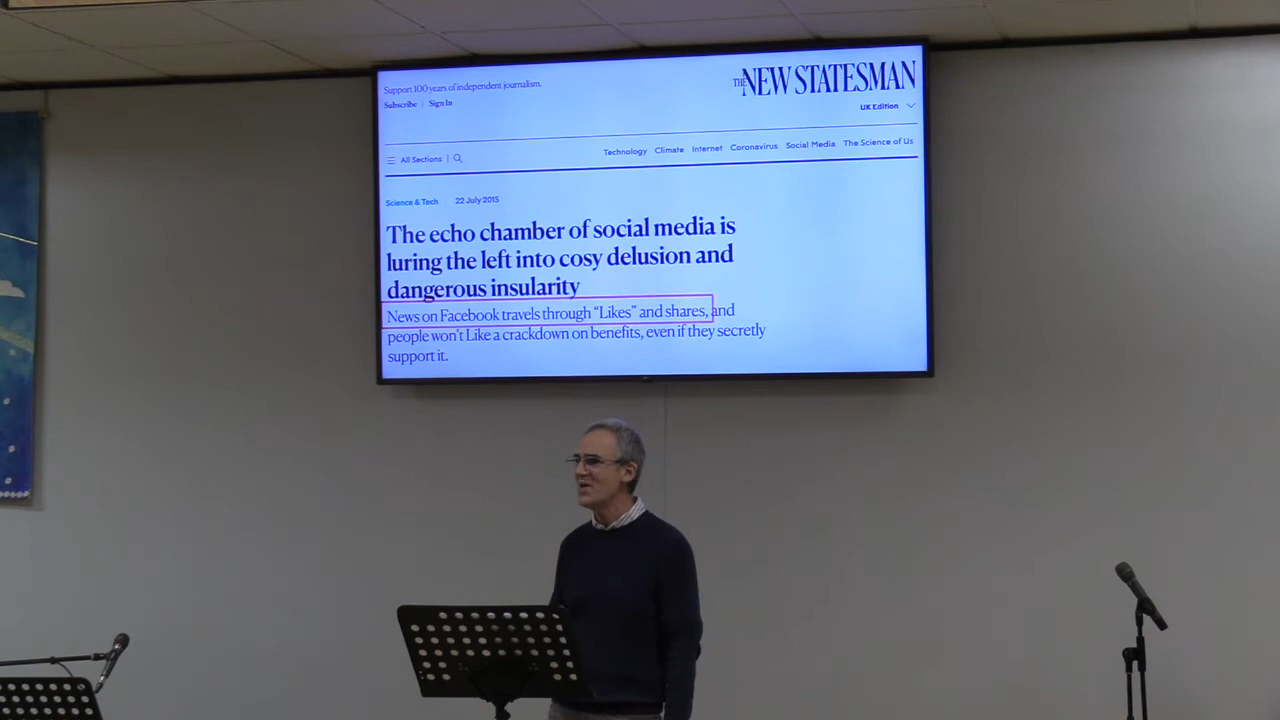 Support 100 years of independent journalism.
Subscribe | Sign In
THE NEW STATESMAN
UK Edition
All Sections |
Technology Climate Internet Coronavirus Social Media The Science of Us
Science & Tech 22 July 2015
The echo chamber of social media is
luring the left into cosy delusion and
dangerous insularity
News on Facebook travels through “Likes” and shares, and
people won’t Like a crackdown on benefits, even if they secretly
support it.